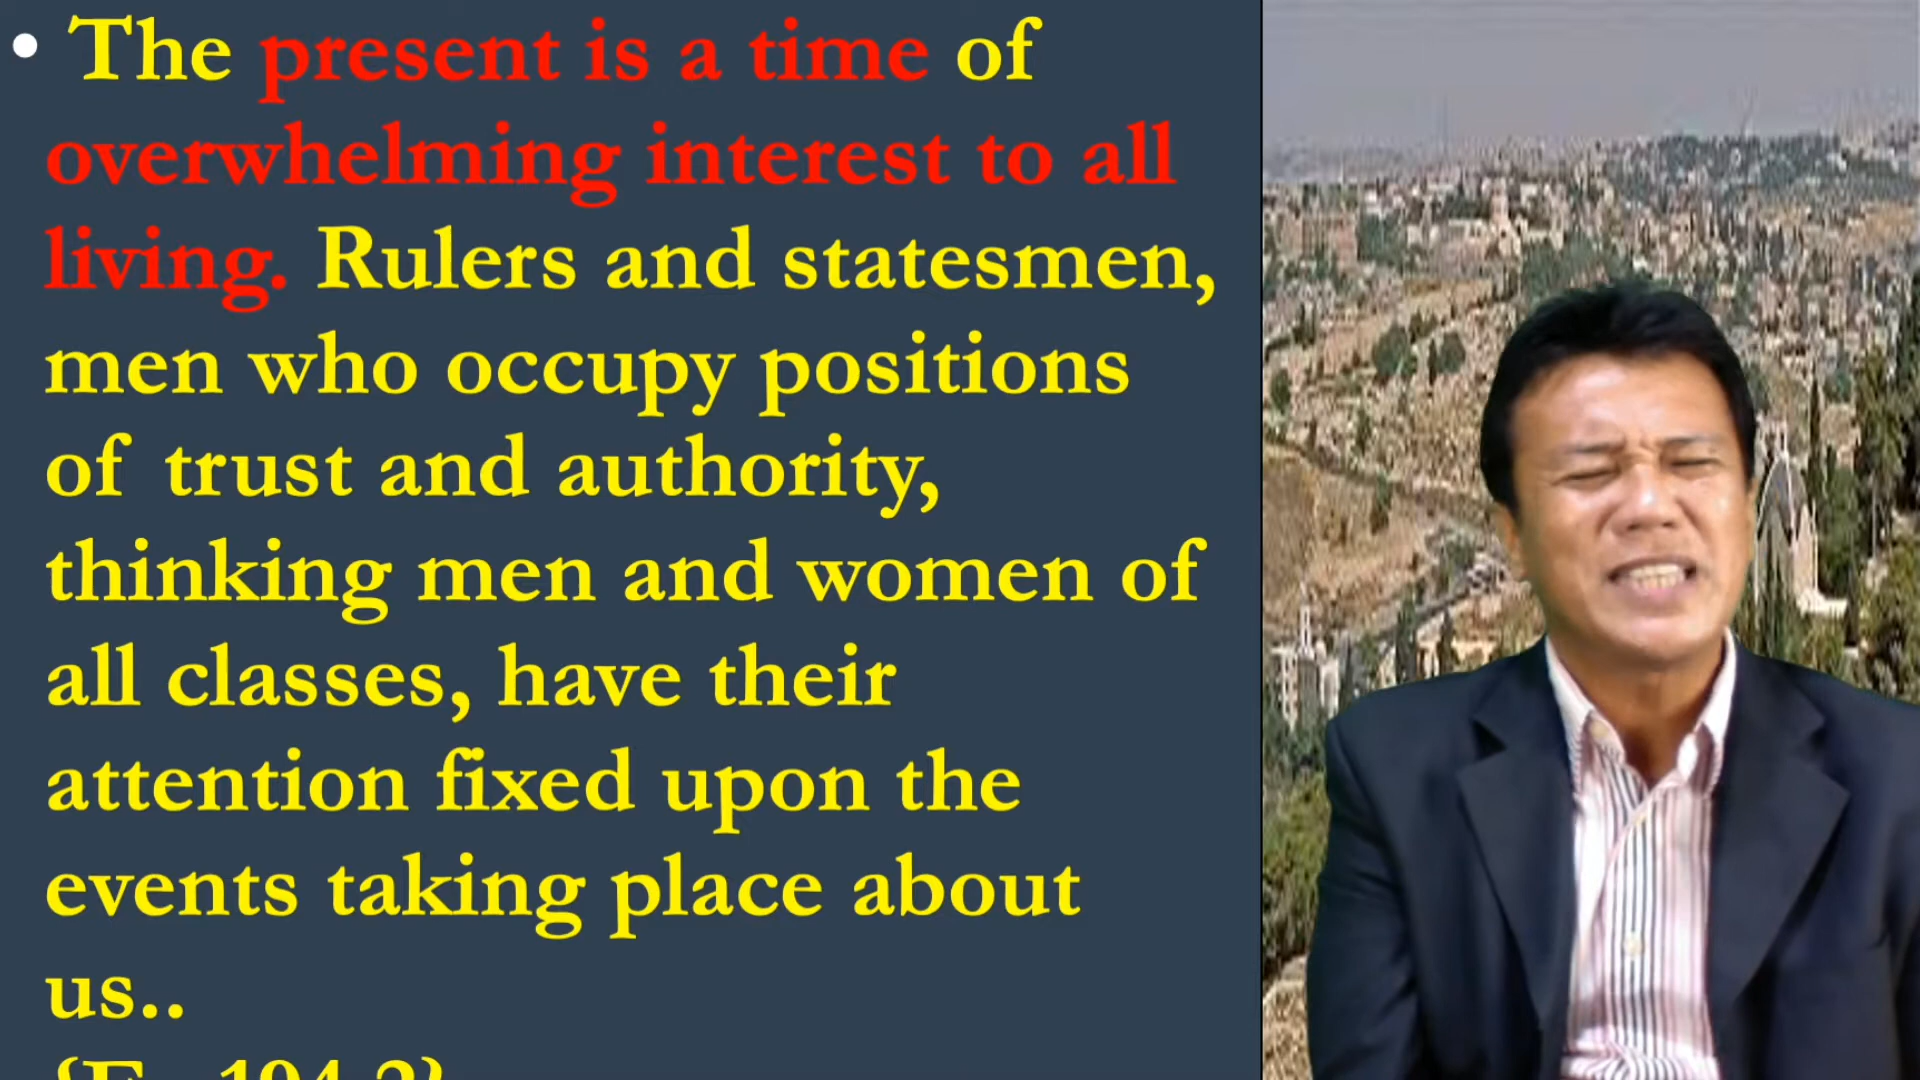 • The present is a time of
overwhelming interest to all
living. Rulers and statesmen,
men who occupy positions
of trust and authority,
thinking men and women of
all classes, have their
attention fixed upon the
events taking place about
us..